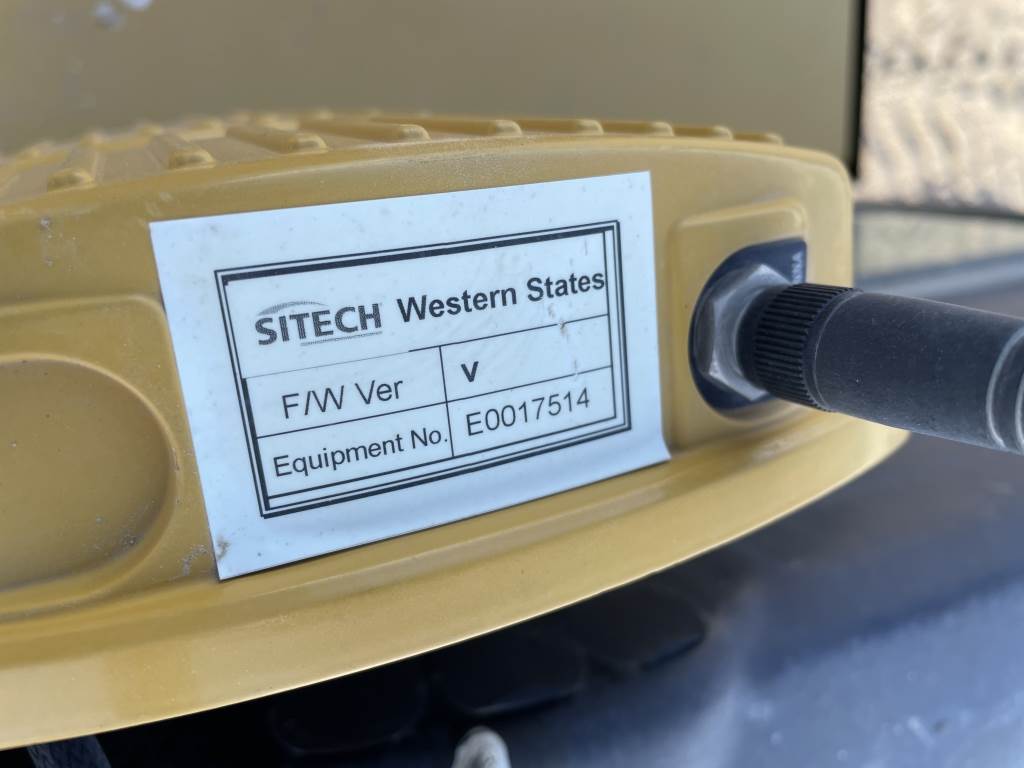 SITECH Western States
F/W Ver V
Equipment No. E0017514